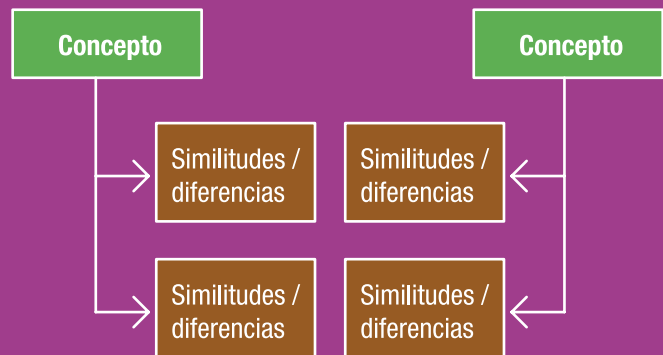 Concepto
Concepto
Similitudes /
diferencias
Similitudes /
diferencias
Similitudes /
diferencias
Similitudes /
diferencias